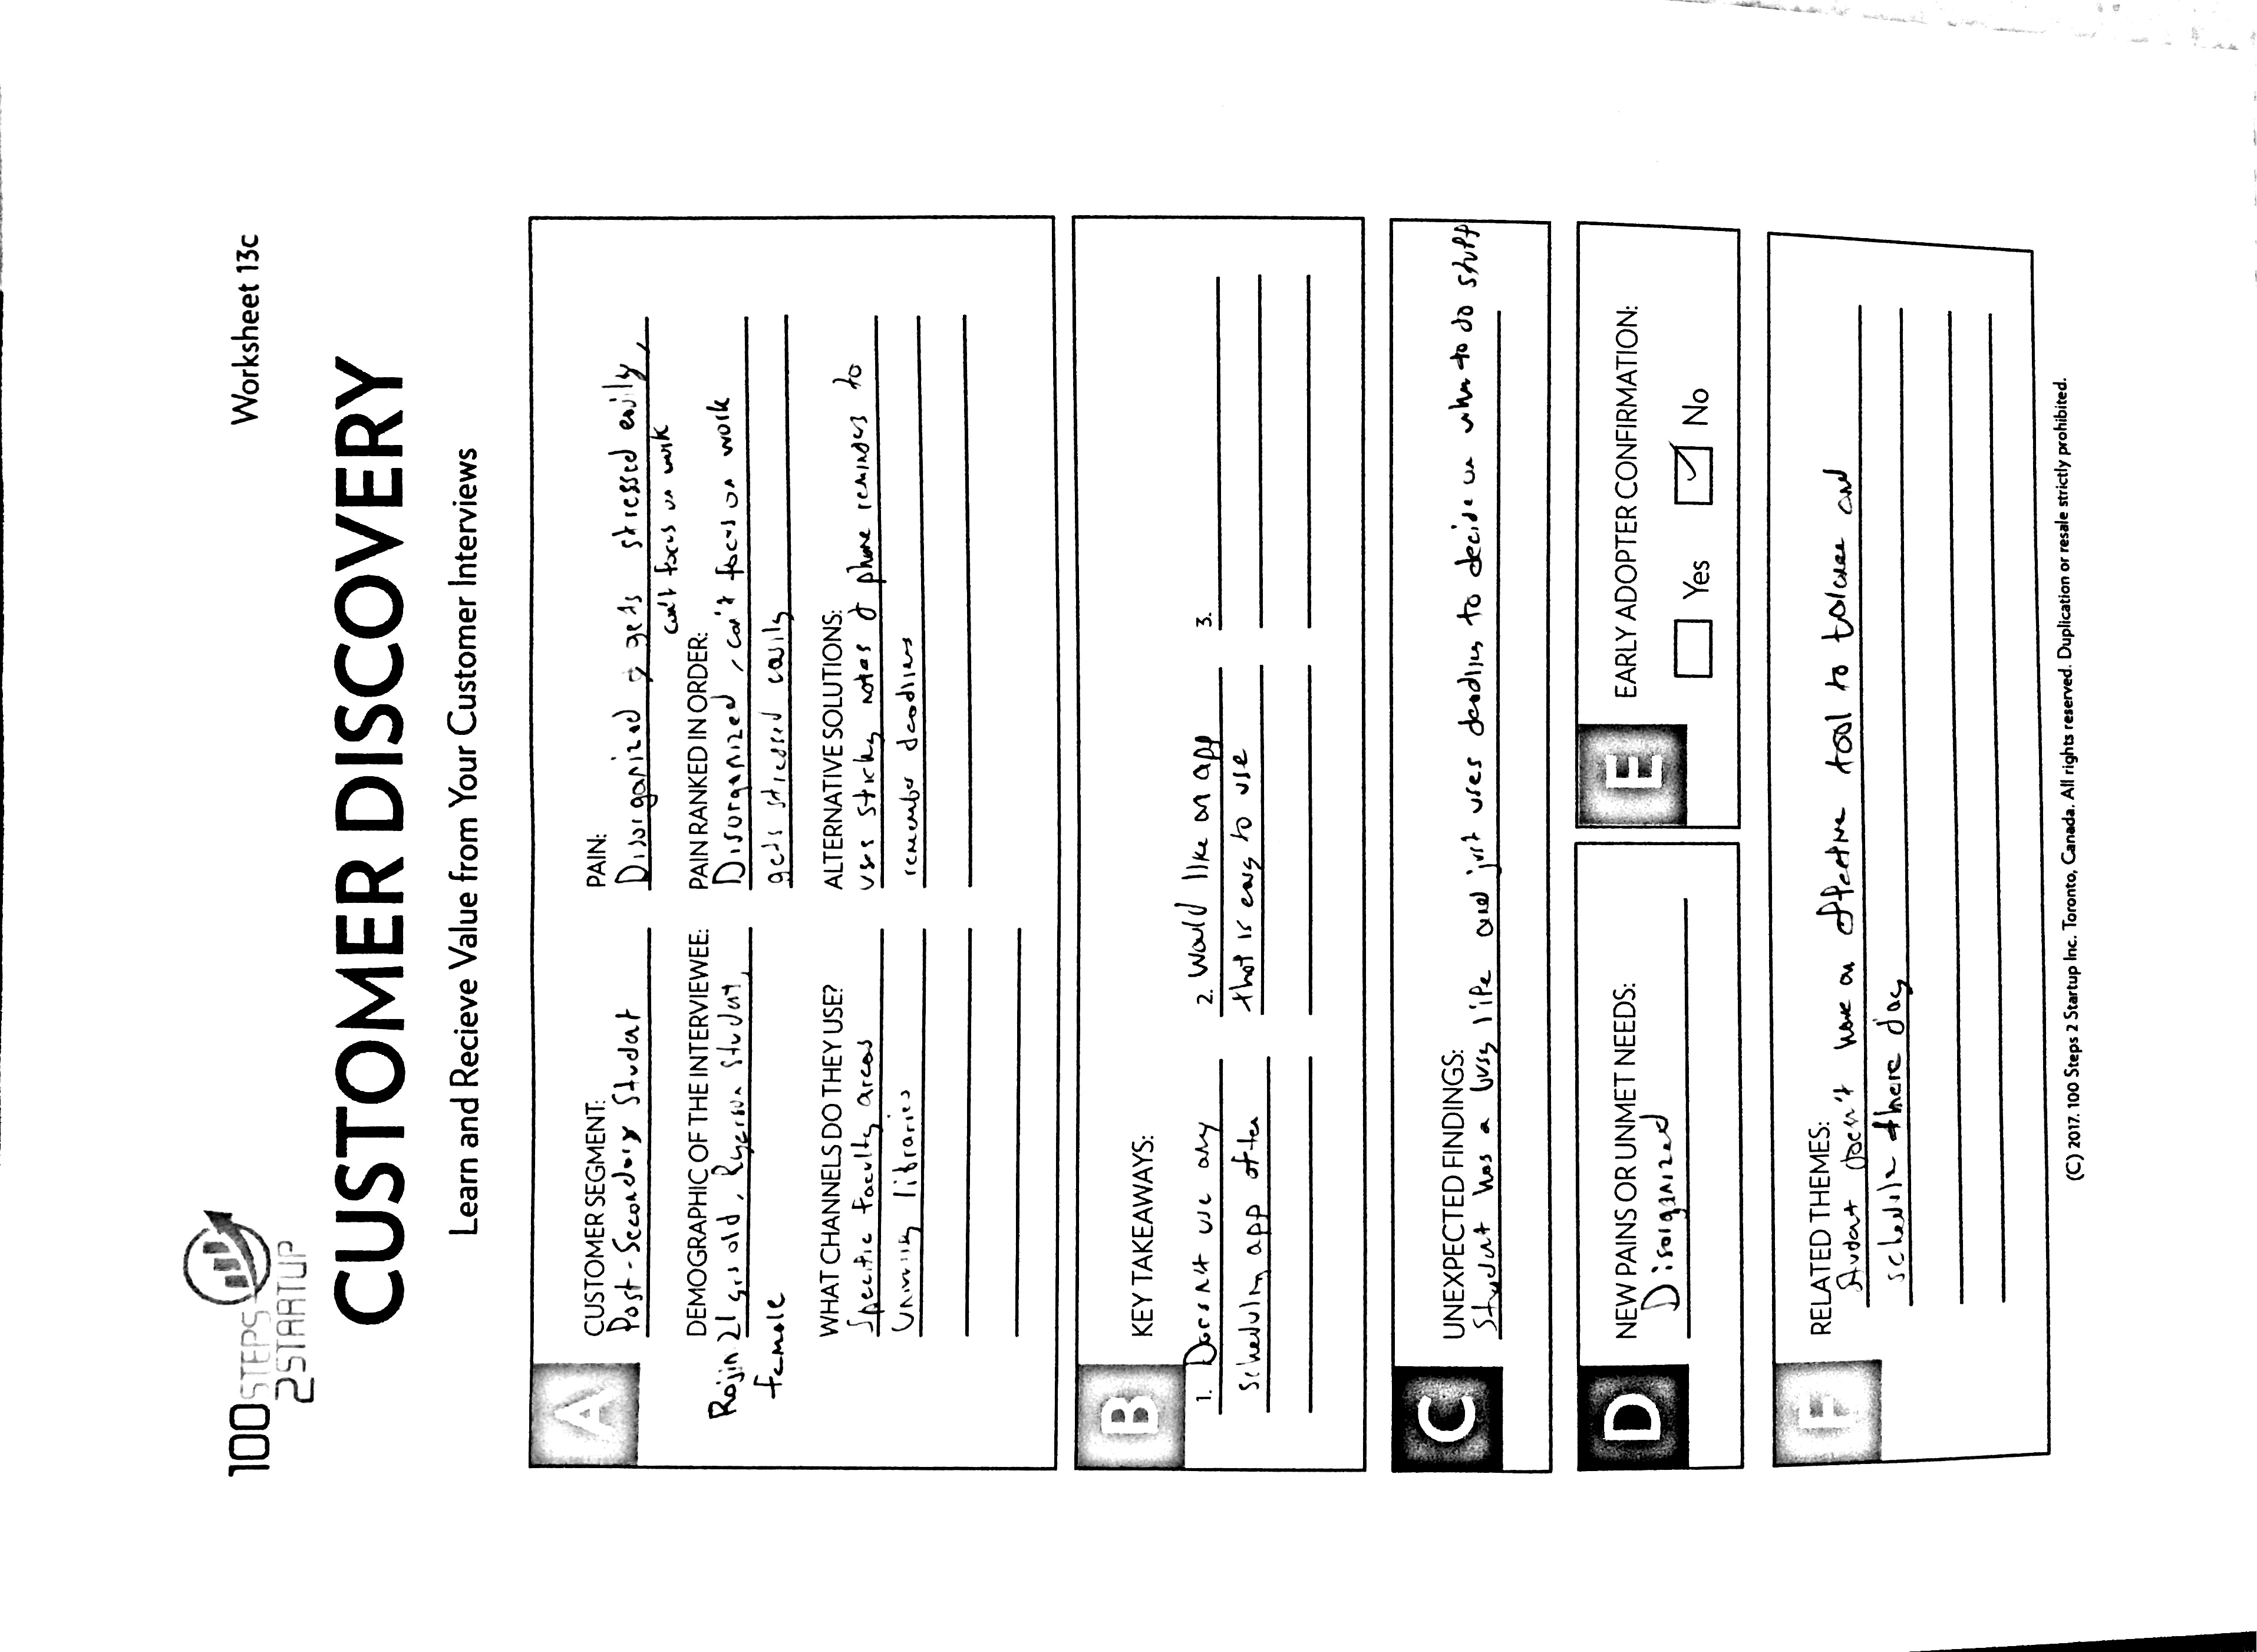 100STEPS
2STARTUP
Worksheet 13c
CUSTOMER DISCOVERY
Learn and Recieve Value from Your Customer Interviews
A
CUSTOMER SEGMENT:
Post-Secondary Student
DEMOGRAPHIC OF THE INTERVIEWEE:
Rojin 21 yrs old, Ryerson Student,
female
WHAT CHANNELS DO THEY USE?
Specific faculty areas
University libraries
PAIN:
Disorganized, gets stressed easily,
can't focus on work
PAIN RANKED IN ORDER:
Disorganized, can't focus on work
gets stressed easily
ALTERNATIVE SOLUTIONS:
uses sticky notes & phone reminders to
remember deadlines
B
KEY TAKEAWAYS:
1. Doesn't use any
scheduling app often
2. Would like an app
that is easy to use
3.
C
UNEXPECTED FINDINGS:
Student has a busy life and just uses deadlines to decide on when to do stuff
D
NEW PAINS OR UNMET NEEDS:
Disorganized
E
EARLY ADOPTER CONFIRMATION:
Yes ✓ No
F
RELATED THEMES:
Student doesn't have an effective tool to balance and
schedule there day
(C) 2017. 100 Steps 2 Startup Inc. Toronto, Canada. All rights reserved. Duplication or resale strictly prohibited.